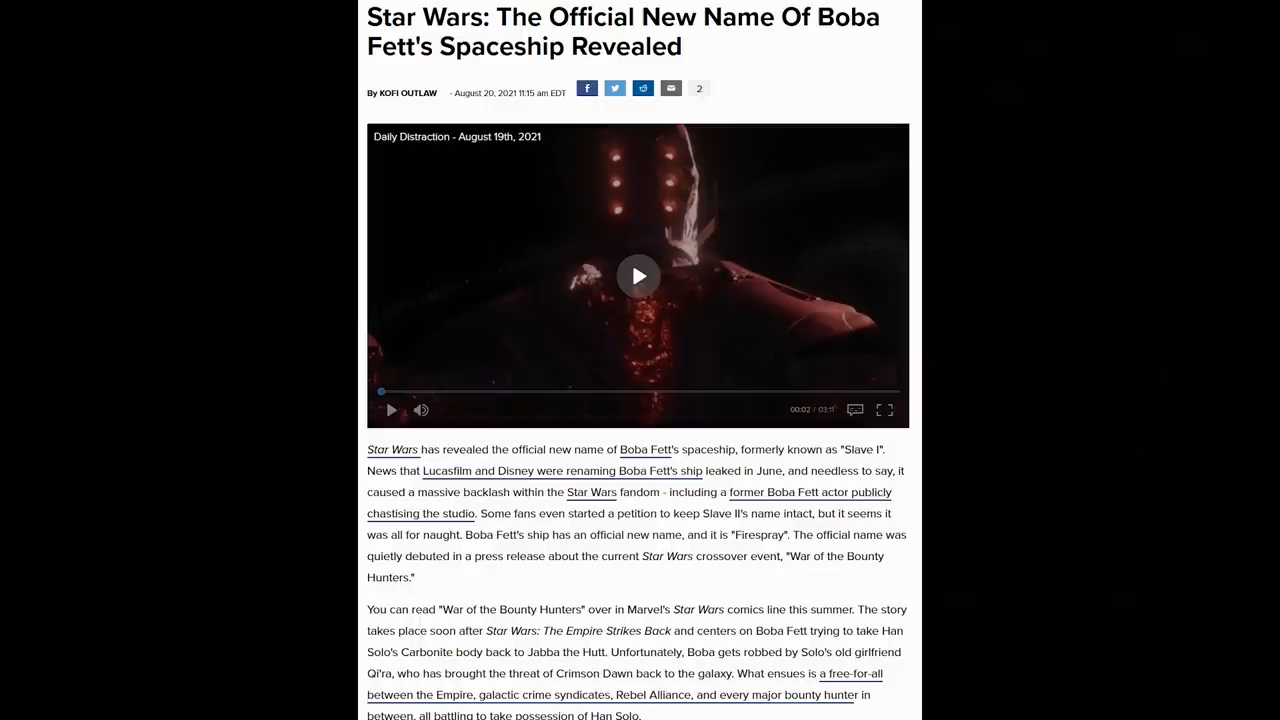 Star Wars: The Official New Name Of Boba
Fett's Spaceship Revealed
By KOFI OUTLAW - August 20, 2021 11:15 am EDT
2
Daily Distraction - August 19th, 2021
00:02 / 03:11
Star Wars has revealed the official new name of Boba Fett's spaceship, formerly known as "Slave I".
News that Lucasfilm and Disney were renaming Boba Fett's ship leaked in June, and needless to say, it
caused a massive backlash within the Star Wars fandom - including a former Boba Fett actor publicly
chastising the studio. Some fans even started a petition to keep Slave II's name intact, but it seems it
was all for naught. Boba Fett's ship has an official new name, and it is "Firespray". The official name was
quietly debuted in a press release about the current Star Wars crossover event, "War of the Bounty
Hunters."
You can read "War of the Bounty Hunters" over in Marvel's Star Wars comics line this summer. The story
takes place soon after Star Wars: The Empire Strikes Back and centers on Boba Fett trying to take Han
Solo's Carbonite body back to Jabba the Hutt. Unfortunately, Boba gets robbed by Solo's old girlfriend
Qi'ra, who has brought the threat of Crimson Dawn back to the galaxy. What ensues is a free-for-all
between the Empire, galactic crime syndicates, Rebel Alliance, and every major bounty hunter in
between, all battling to take possession of Han Solo.